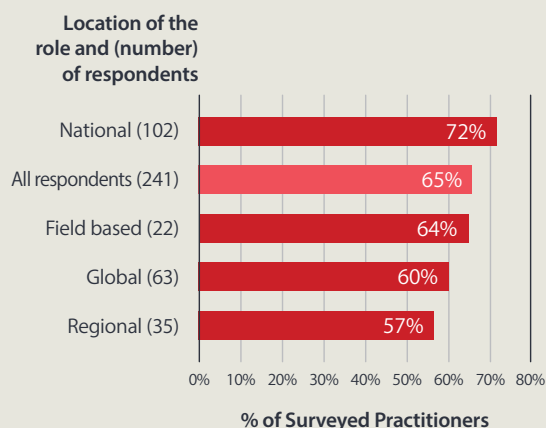 Location of the
role and (number)
of respondents
National (102)
72%
All respondents (241)
65%
Field based (22)
64%
Global (63)
60%
Regional (35)
57%
0% 10% 20% 30% 40% 50% 60% 70% 80%
% of Surveyed Practitioners